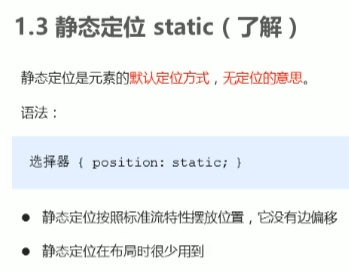 1.3 静态定位 static（了解）
静态定位是元素的默认定位方式，无定位的意思。
语法：
选择器 { position: static; }
● 静态定位按照标准流特性摆放位置，它没有边偏移
● 静态定位在布局时很少用到